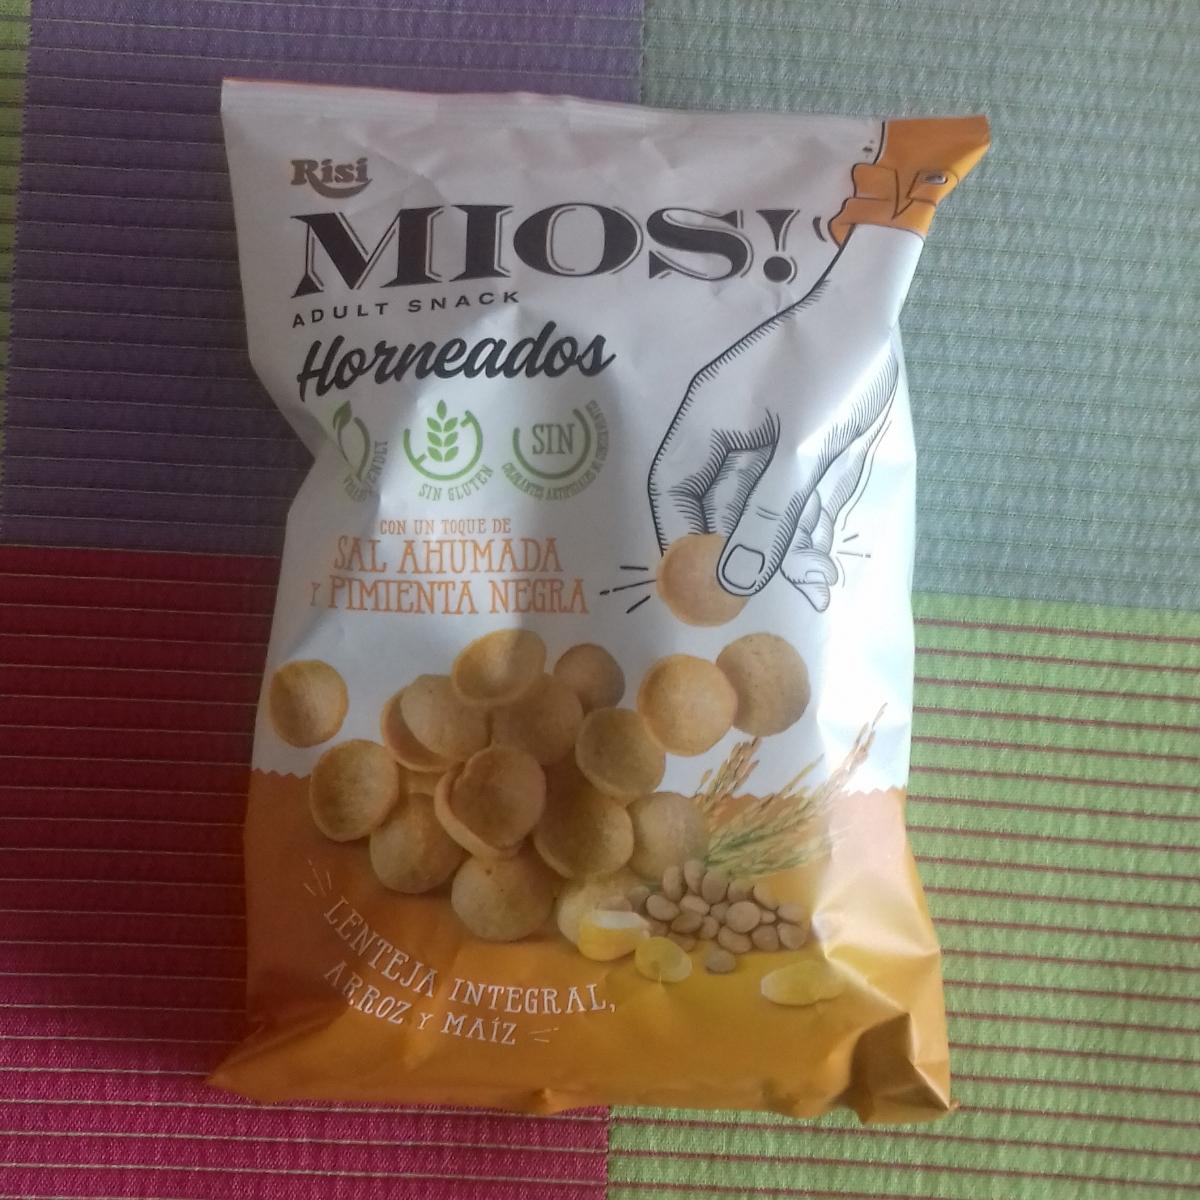 Risi
MIOS!
ADULT SNACK
Horneados
SIN GLUTEN
SIN
CON UN TOQUE DE
SAL AHUMADA
Y PIMIENTA NEGRA
LENTEJA INTEGRAL,
ARROZ Y MAÍZ